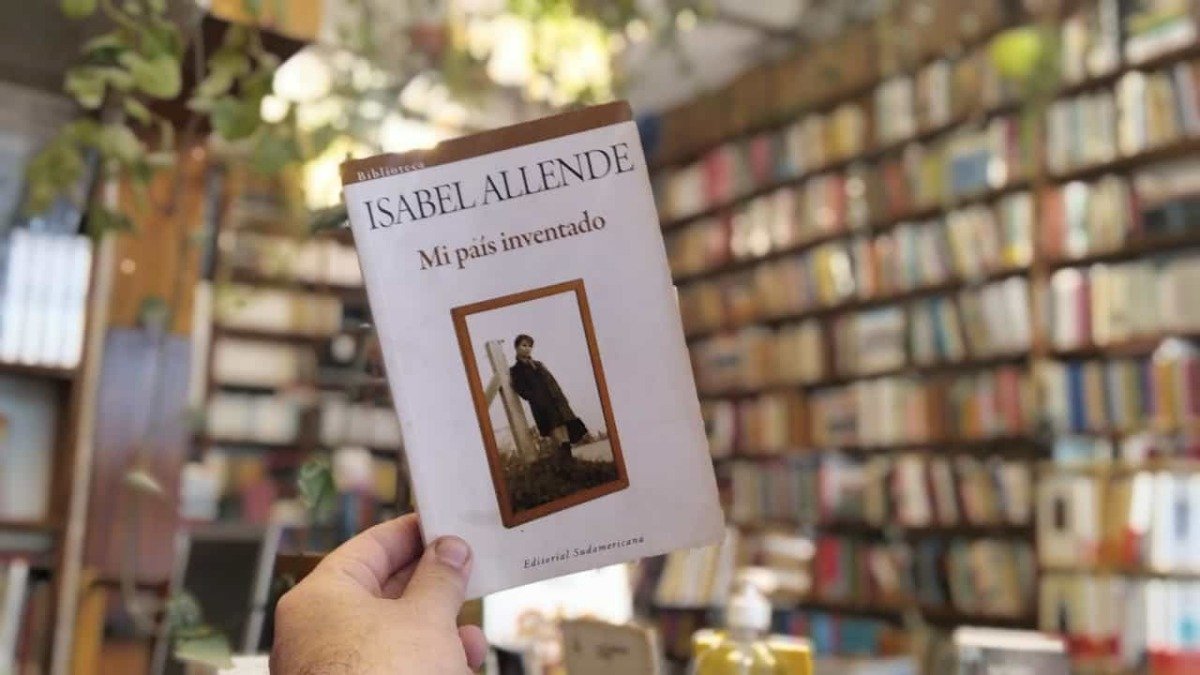 Biblioteca
ISABEL ALLENDE
Mi país inventado
Editorial Sudamericana